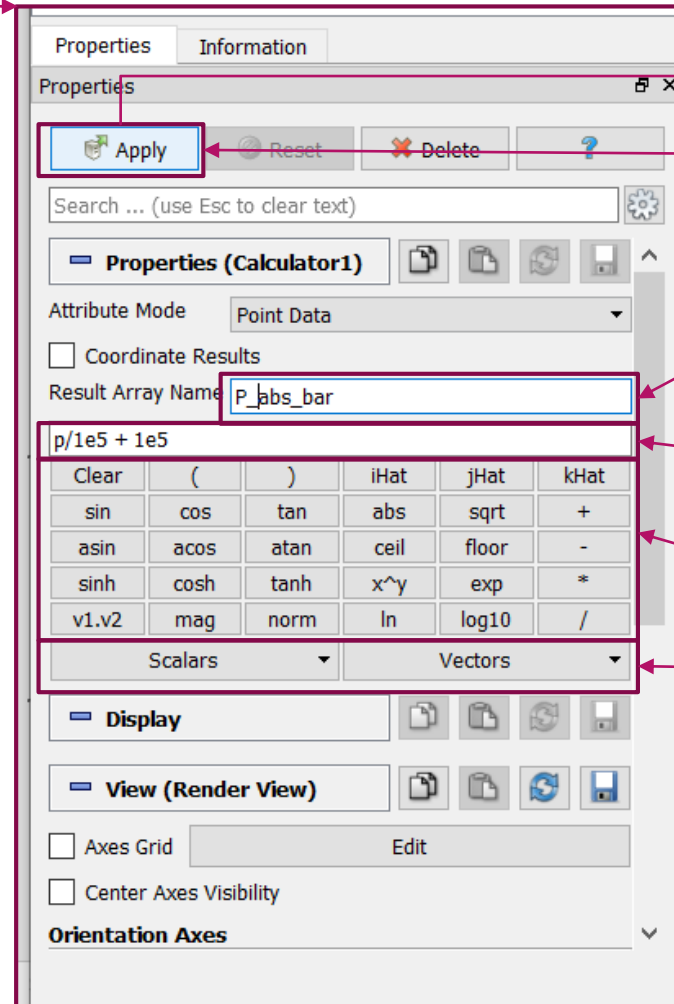 Properties Information
Properties
Apply Reset Delete ?
Search ... (use Esc to clear text)
Properties (Calculator1)
Attribute Mode Point Data
Coordinate Results
Result Array Name P_abs_bar
p/1e5 + 1e5
Clear ( ) iHat jHat kHat
sin cos tan abs sqrt +
asin acos atan ceil floor -
sinh cosh tanh x^y exp *
v1.v2 mag norm ln log10 /
Scalars Vectors
Display
View (Render View)
Axes Grid Edit
Center Axes Visibility
Orientation Axes